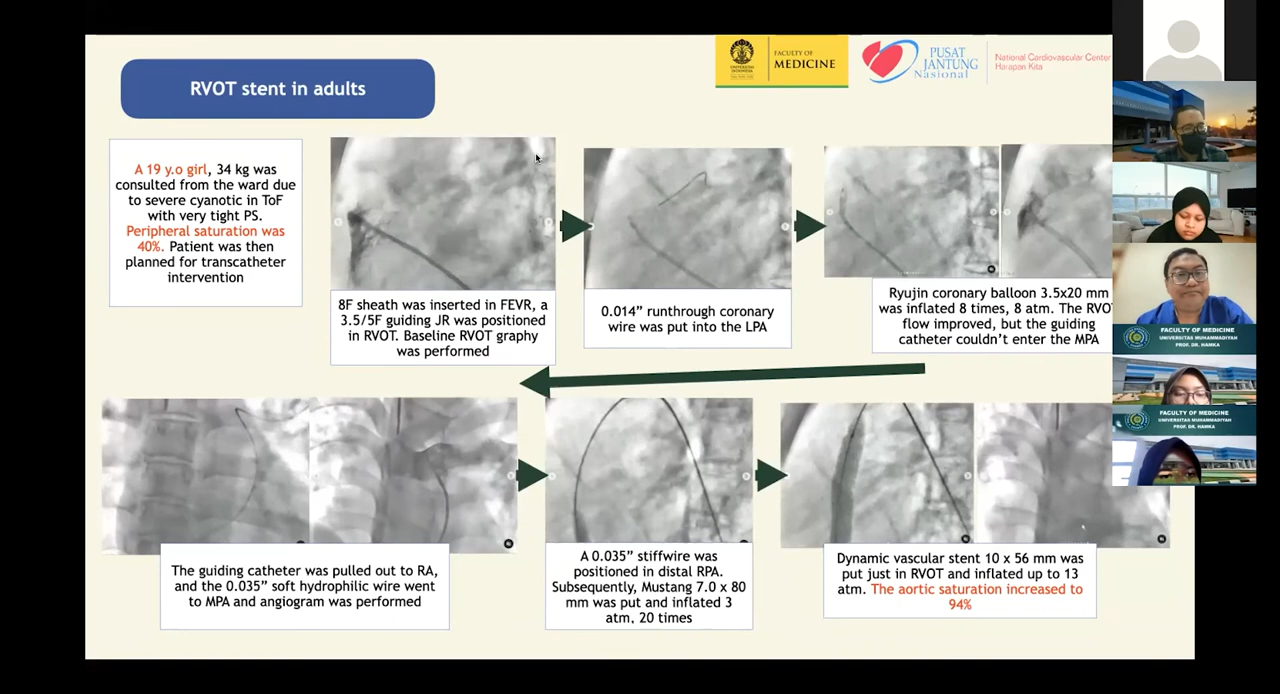 RVOT stent in adults
UNIVERSITAS
INDONESIA
FACULTY OF
MEDICINE
PUSAT
JANTUNG
Nasional
National Cardiovascular Center
Harapan Kita
A 19 y.o girl, 34 kg was
consulted from the ward due
to severe cyanotic in ToF
with very tight PS.
Peripheral saturation was
40%. Patient was then
planned for transcatheter
intervention
8F sheath was inserted in FEVR, a
3.5/5F guiding JR was positioned
in RVOT. Baseline RVOT graphy
was performed
0.014” runthrough coronary
wire was put into the LPA
Ryujin coronary balloon 3.5x20 mm
was inflated 8 times, 8 atm. The RVO
flow improved, but the guiding
catheter couldn’t enter the MPA
The guiding catheter was pulled out to RA,
and the 0.035” soft hydrophilic wire went
to MPA and angiogram was performed
A 0.035” stiffwire was
positioned in distal RPA.
Subsequently, Mustang 7.0 x 80
mm was put and inflated 3
atm, 20 times
Dynamic vascular stent 10 x 56 mm was
put just in RVOT and inflated up to 13
atm. The aortic saturation increased to
94%
FACULTY OF MEDICINE
UNIVERSITAS MUHAMMADIYAH
PROF. DR. HAMKA
FACULTY OF MEDICINE
UNIVERSITAS MUHAMMADIYAH
PROF. DR. HAMKA